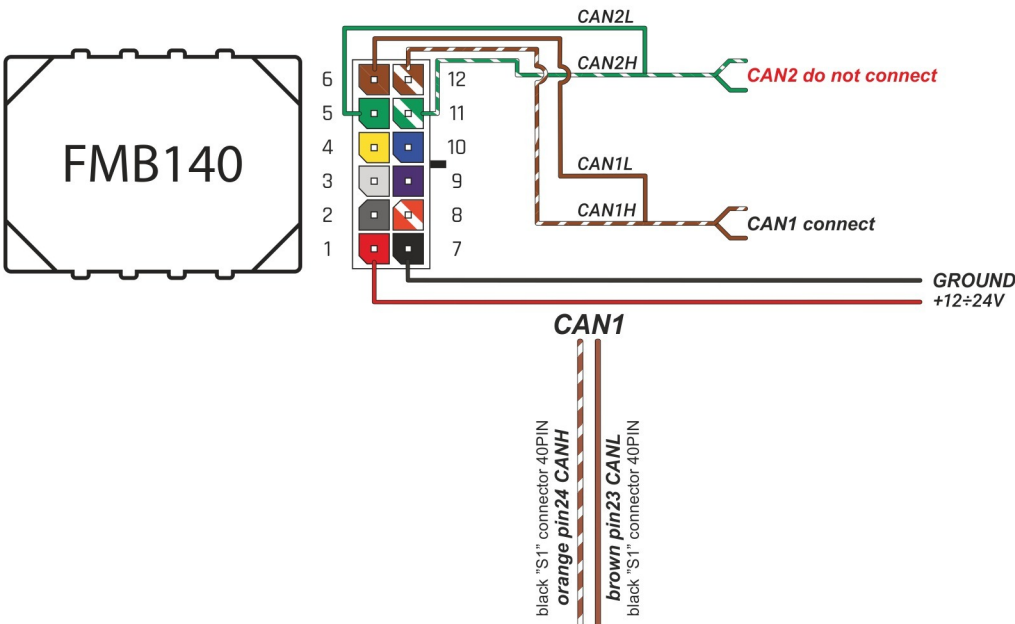 CAN2L
CAN2H
CAN2 do not connect
FMB140
6
12
5
11
4
10
3
9
2
8
1
7
CAN1L
CAN1H
CAN1 connect
GROUND
+12÷24V
CAN1
black "S1" connector 40PIN
orange pin24 CANH
brown pin23 CANL
black "S1" connector 40PIN